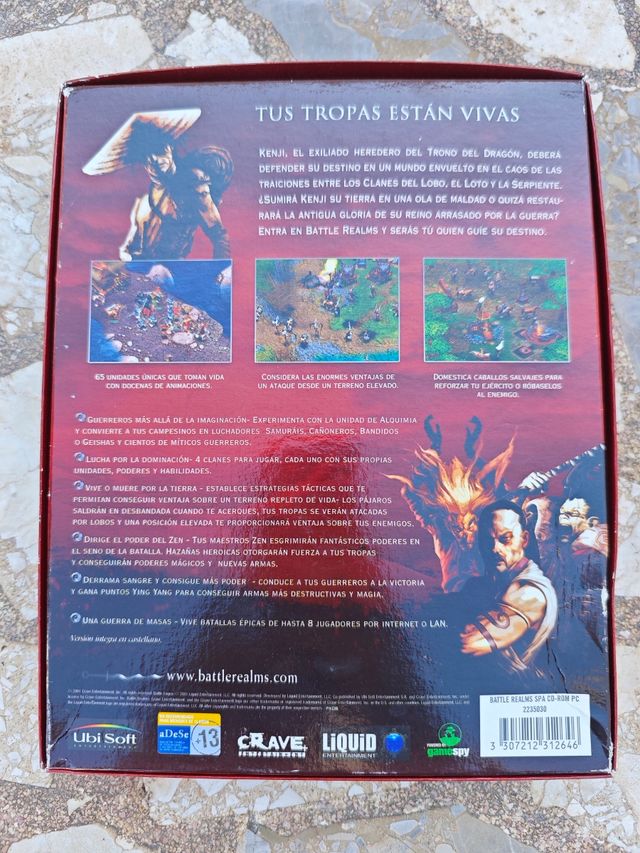 TUS TROPAS ESTÁN VIVAS
KENJI, EL EXILIADO HEREDERO DEL TRONO DEL DRAGÓN, DEBERÁ
DEFENDER SU DESTINO EN UN MUNDO ENVUELTO EN EL CAOS DE LAS
TRAICIONES ENTRE LOS CLANES DEL LOBO, EL LOTO Y LA SERPIENTE.
¿SUMIRÁ KENJI SU TIERRA EN UNA OLA DE MALDAD O QUIZÁ RESTAU-
RARÁ LA ANTIGUA GLORIA DE SU REINO ARRASADO POR LA GUERRA?
ENTRA EN BATTLE REALMS Y SERÁS TÚ QUIEN GUÍE SU DESTINO.
65 UNIDADES ÚNICAS QUE TOMAN VIDA
CON DOCENAS DE ANIMACIONES.
CONSIDERA LAS ENORMES VENTAJAS DE
UN ATAQUE DESDE UN TERRENO ELEVADO.
DOMESTICA CABALLOS SALVAJES PARA
REFORZAR TU EJÉRCITO O RÓBASELOS
AL ENEMIGO.
GUERREROS MÁS ALLÁ DE LA IMAGINACIÓN- EXPERIMENTA CON LA UNIDAD DE ALQUIMIA
Y CONVIERTE A TUS CAMPESINOS EN LUCHADORES SAMURÁIS, CAÑONEROS, BANDIDOS
O GEISHAS Y CIENTOS DE MÍTICOS GUERREROS.
LUCHA POR LA DOMINACIÓN- 4 CLANES PARA JUGAR, CADA UNO CON SUS PROPIAS
UNIDADES, PODERES Y HABILIDADES.
VIVE O MUERE POR LA TIERRA - ESTABLECE ESTRATEGIAS TÁCTICAS QUE TE
PERMITAN CONSEGUIR VENTAJA SOBRE UN TERRENO REPLETO DE VIDA- LOS PÁJAROS
SALDRÁN EN DESBANDADA CUANDO TE ACERQUES, TUS TROPAS SE VERÁN ATACADAS
POR LOBOS Y UNA POSICIÓN ELEVADA TE PROPORCIONARÁ VENTAJA SOBRE TUS ENEMIGOS.
DIRIGE EL PODER DEL ZEN - TUS MAESTROS ZEN ESGRIMIRÁN FANTÁSTICOS PODERES EN
EL SENO DE LA BATALLA. HAZAÑAS HEROICAS OTORGARÁN FUERZA A TUS TROPAS
Y CONSEGUIRÁN PODERES MÁGICOS Y NUEVAS ARMAS.
DERRAMA SANGRE Y CONSIGUE MÁS PODER - CONDUCE A TUS GUERREROS A LA VICTORIA
Y GANA PUNTOS YING YANG PARA CONSEGUIR ARMAS MÁS DESTRUCTIVAS Y MAGIA.
UNA GUERRA DE MASAS - VIVE BATALLAS ÉPICAS DE HASTA 8 JUGADORES POR INTERNET O LAN.
Versión íntegra en castellano.
www.battlerealms.com
BATTLE REALMS SPA CD-ROM PC
2235030
3 307212 312646
Ubi Soft
ENTERTAINMENT
aDeSe
+13
CRAVE
ENTERTAINMENT
LiQUiD
ENTERTAINMENT
POWERED BY
gamespy